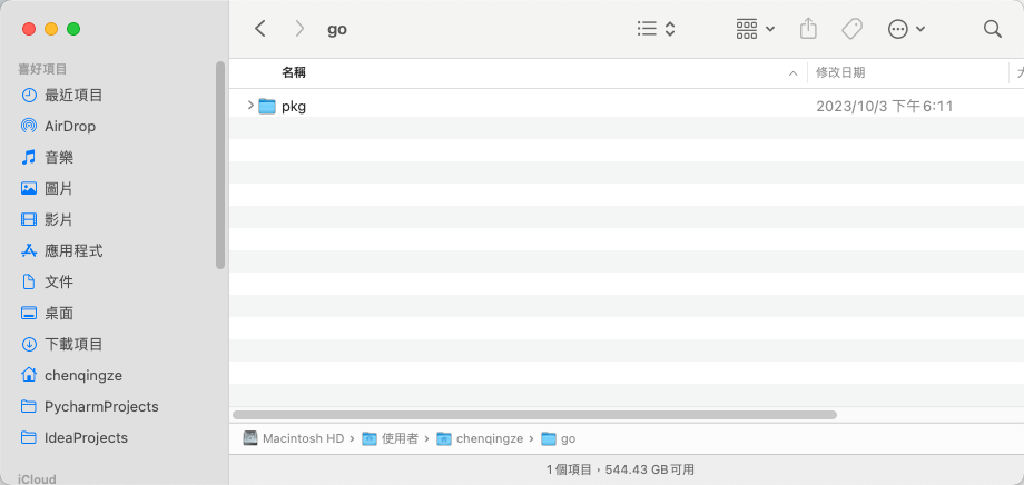 go
喜好項目
最近項目
AirDrop
音樂
圖片
影片
應用程式
文件
桌面
下載項目
chenqingze
PycharmProjects
IdeaProjects
iCloud
名稱 修改日期
pkg 2023/10/3 下午 6:11
Macintosh HD › 使用者 › chenqingze › go
1 個項目，544.43 GB 可用